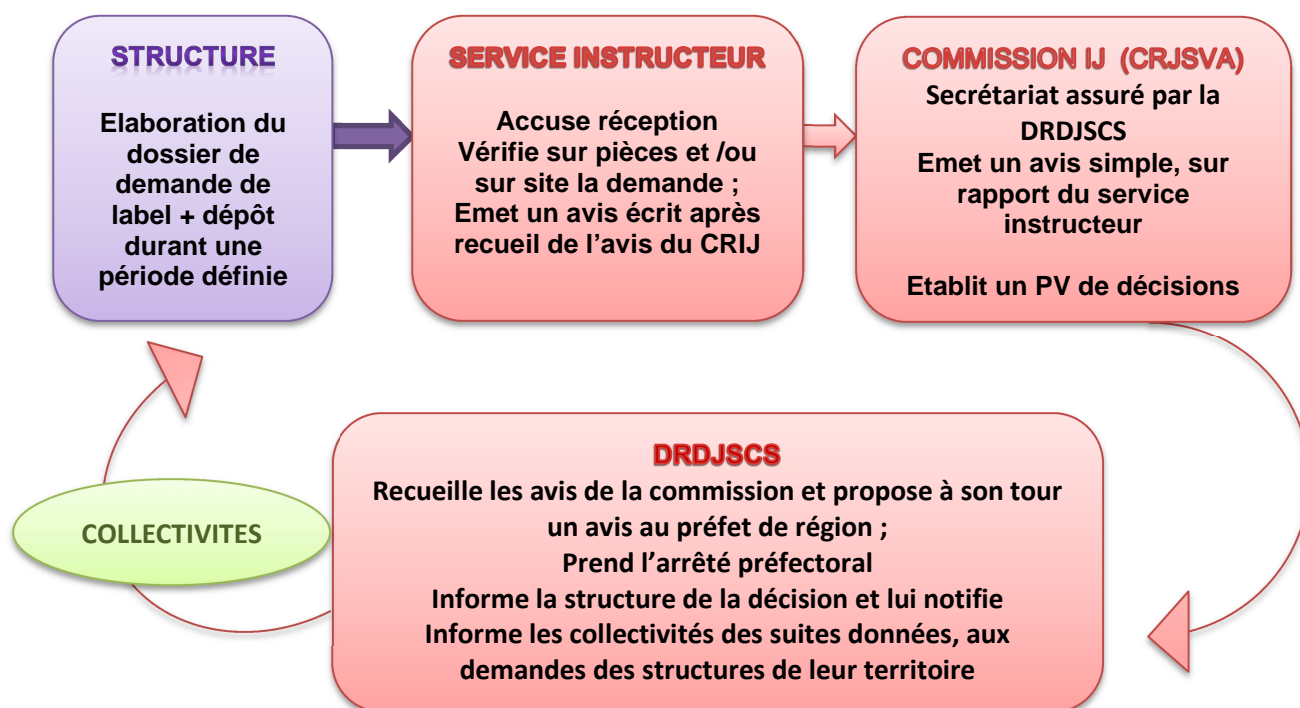 STRUCTURE
Elaboration du
dossier de
demande de
label + dépôt
durant une
période définie
SERVICE INSTRUCTEUR
Accuse réception
Vérifie sur pièces et /ou
sur site la demande ;
Emet un avis écrit après
recueil de l’avis du CRIJ
COMMISSION IJ (CRJSVA)
Secrétariat assuré par la
DRDJSCS
Emet un avis simple, sur
rapport du service
instructeur
Etablit un PV de décisions
DRDJSCS
Recueille les avis de la commission et propose à son tour
un avis au préfet de région ;
Prend l’arrêté préfectoral
Informe la structure de la décision et lui notifie
Informe les collectivités des suites données, aux
demandes des structures de leur territoire
COLLECTIVITES